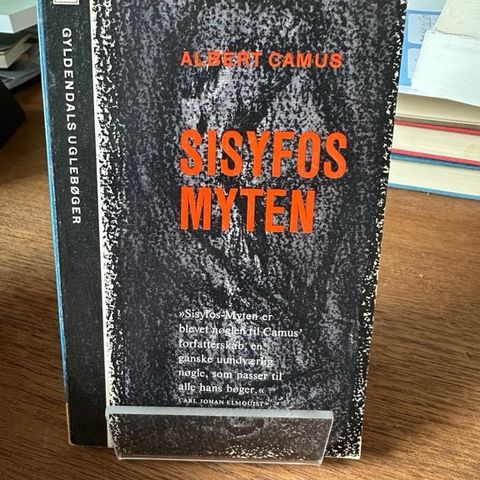 GYLDENDALS UGLEBØGER
ALBERT CAMUS
SISYFOS
MYTEN
»Sisyfos-Myten er
blevet nøglen til Camus'
forfatterskab, en
ganske uundværlig
nøgle, som passer til
alle hans bøger.«
CARL JOHAN ELMQUIST